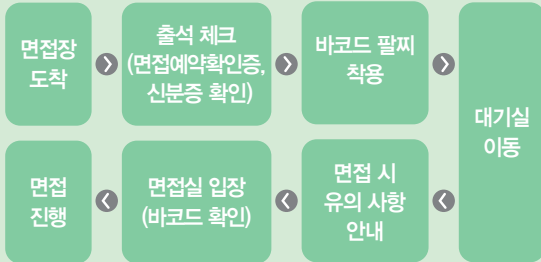 면접장
도착
출석 체크
(면접예약확인증,
신분증 확인)
바코드 팔찌
착용
대기실
이동
면접 시
유의 사항
안내
면접실 입장
(바코드 확인)
면접
진행